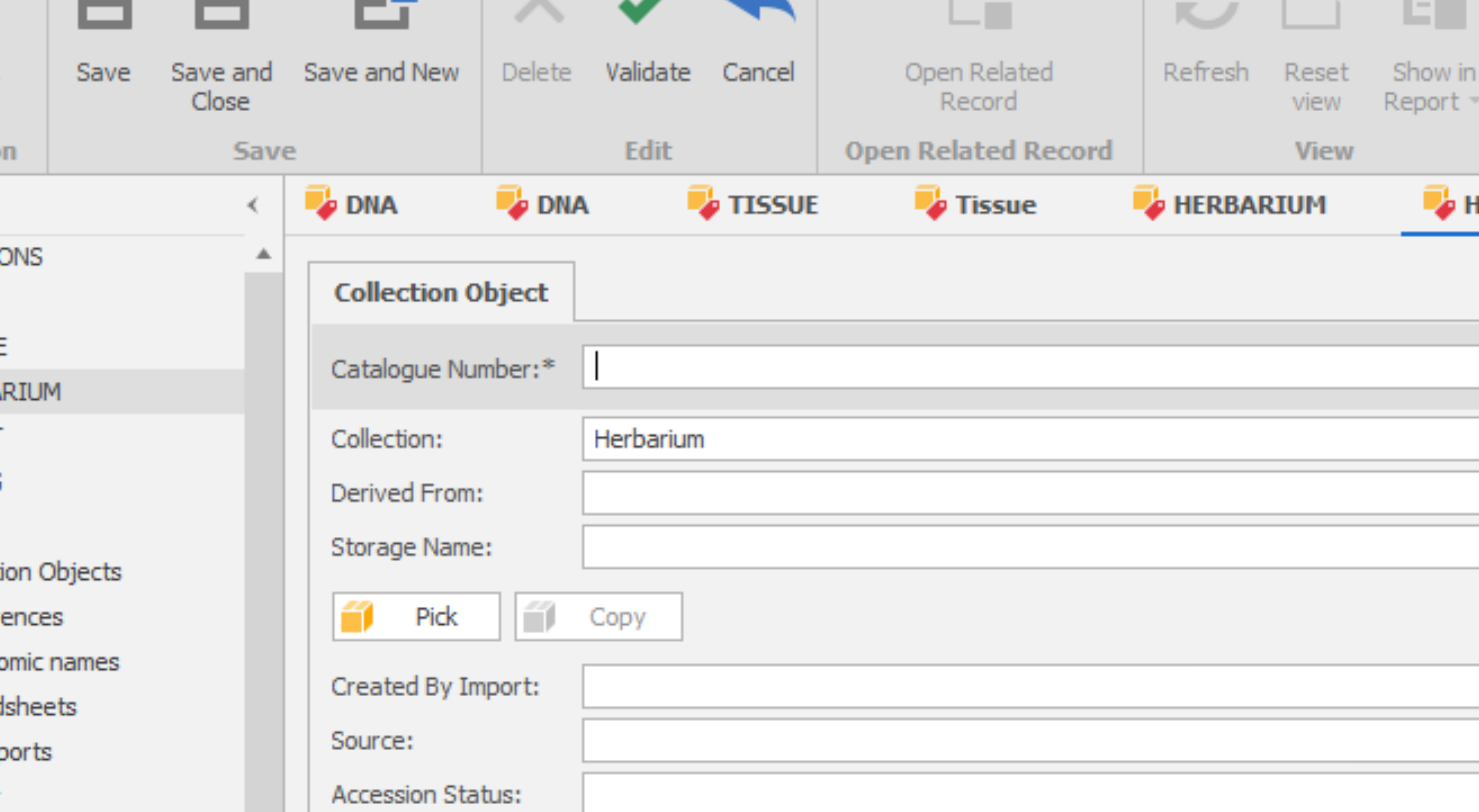 Save
Save and Close
Save and New
Delete
Validate
Cancel
Open Related Record
Refresh
Reset view
Show in Report
Save
Edit
Open Related Record
View
DNA
DNA
TISSUE
Tissue
HERBARIUM
H
ONS
E
ARIUM
ion Objects
ences
omic names
dsheets
ports
Collection Object
Catalogue Number:*
Collection: Herbarium
Derived From:
Storage Name:
Pick
Copy
Created By Import:
Source:
Accession Status: